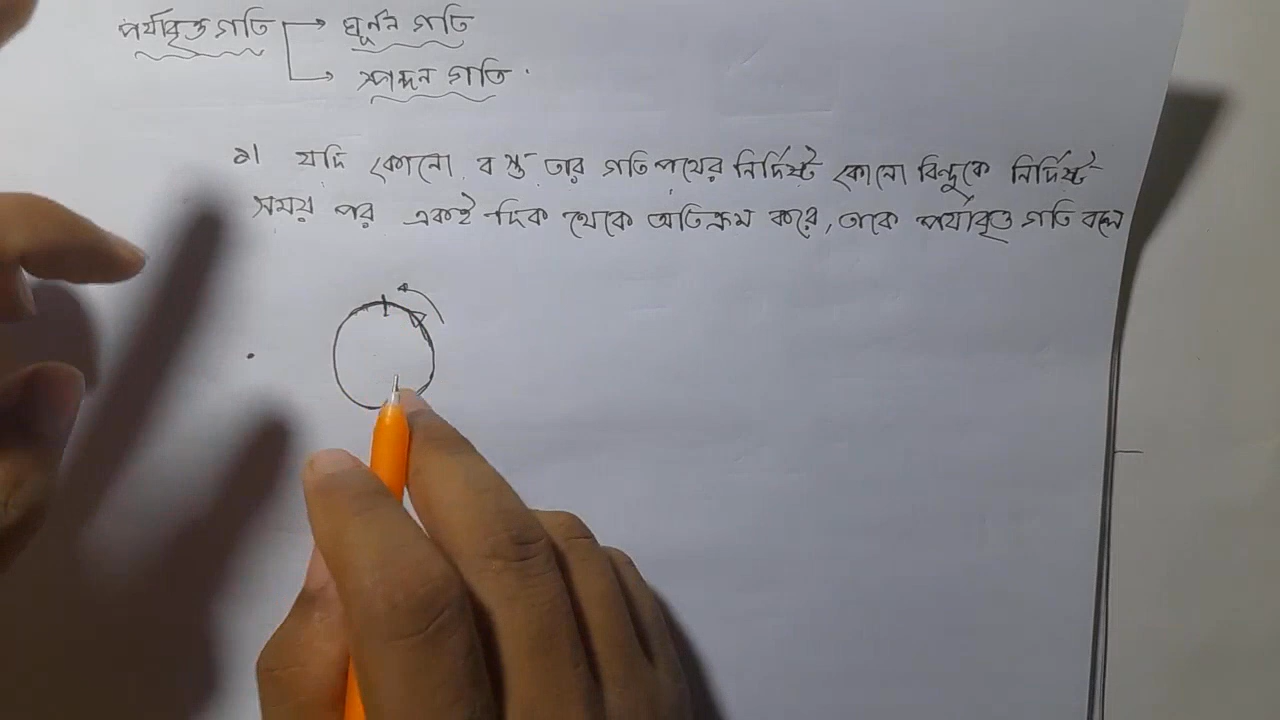 পর্যাবৃত্ত গতি → ঘূর্নন গতি
→ স্পন্দন গতি
১। যদি কোনো বস্তু তার গতিপথের নির্দিষ্ট কোনো বিন্দুকে নির্দিষ্ট
সময় পর একই দিক থেকে অতিক্রম করে, তাকে পর্যাবৃত্ত গতি বলে